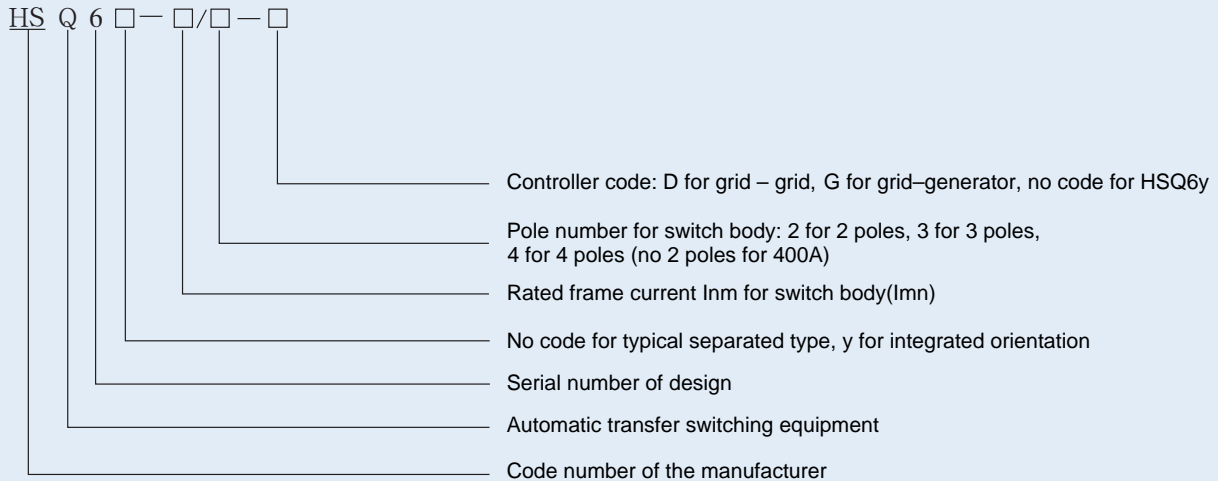 HS Q 6 □— □/□—□
Controller code: D for grid – grid, G for grid–generator, no code for HSQ6y
Pole number for switch body: 2 for 2 poles, 3 for 3 poles,
4 for 4 poles (no 2 poles for 400A)
Rated frame current Inm for switch body(Imn)
No code for typical separated type, y for integrated orientation
Serial number of design
Automatic transfer switching equipment
Code number of the manufacturer